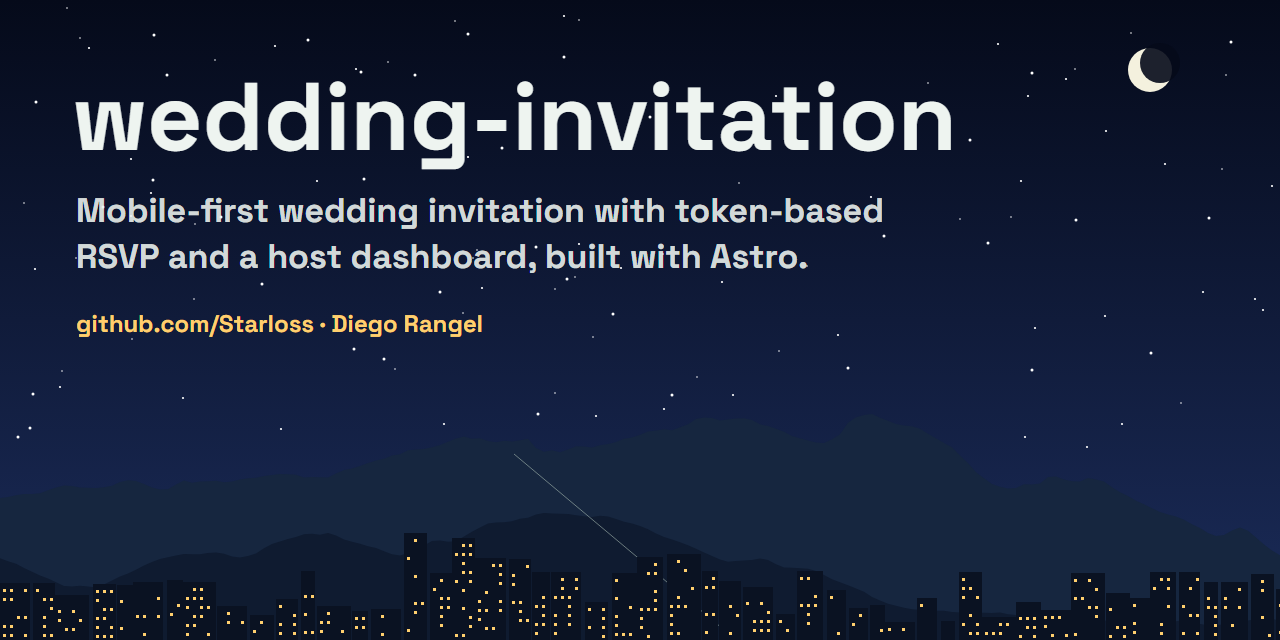 wedding-invitation
Mobile-first wedding invitation with token-based
RSVP and a host dashboard, built with Astro.
github.com/Starloss · Diego Rangel